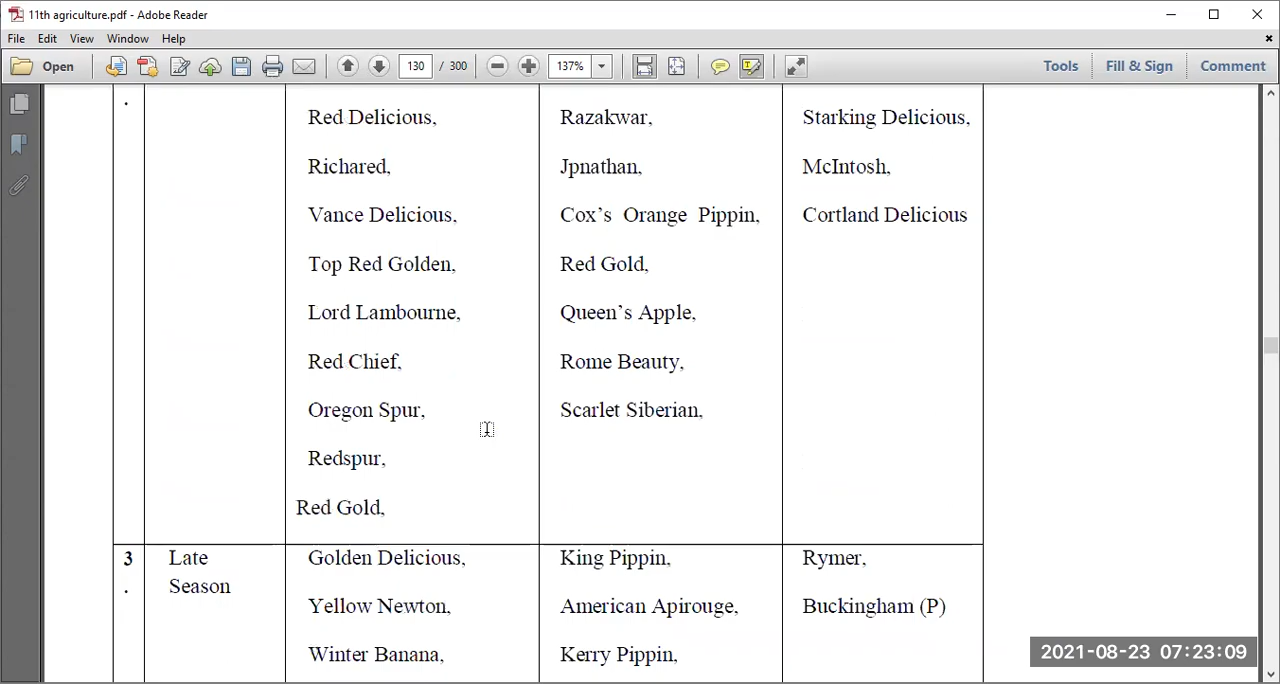 11th agriculture.pdf - Adobe Reader
File Edit View Window Help
Open 130 / 300 137% Tools Fill & Sign Comment
. Red Delicious, Razakwar, Starking Delicious,
Richared, Jpnathan, McIntosh,
Vance Delicious, Cox’s Orange Pippin, Cortland Delicious
Top Red Golden, Red Gold,
Lord Lambourne, Queen’s Apple,
Red Chief, Rome Beauty,
Oregon Spur, Scarlet Siberian,
Redspur,
Red Gold,
3 Late Golden Delicious, King Pippin, Rymer,
. Season
Yellow Newton, American Apirouge, Buckingham (P)
Winter Banana, Kerry Pippin,
2021-08-23 07:23:09